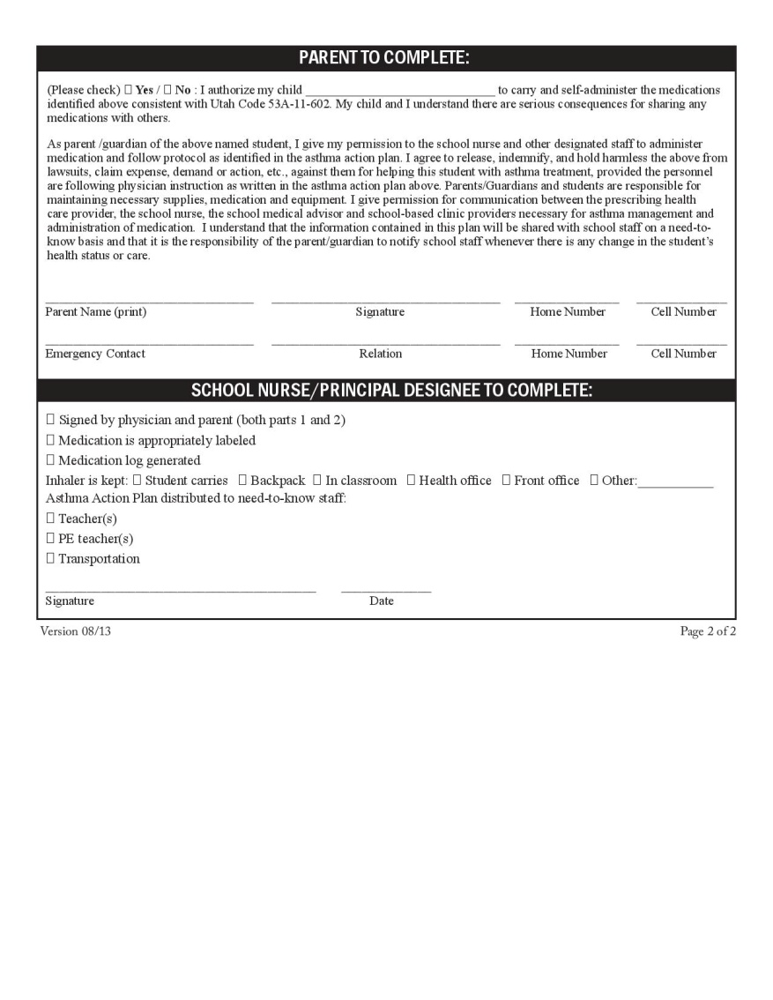 PARENT TO COMPLETE:
(Please check) ☐ Yes / ☐ No : I authorize my child ______________________________ to carry and self-administer the medications
identified above consistent with Utah Code 53A-11-602. My child and I understand there are serious consequences for sharing any
medications with others.
As parent /guardian of the above named student, I give my permission to the school nurse and other designated staff to administer
medication and follow protocol as identified in the asthma action plan. I agree to release, indemnify, and hold harmless the above from
lawsuits, claim expense, demand or action, etc., against them for helping this student with asthma treatment, provided the personnel
are following physician instruction as written in the asthma action plan above. Parents/Guardians and students are responsible for
maintaining necessary supplies, medication and equipment. I give permission for communication between the prescribing health
care provider, the school nurse, the school medical advisor and school-based clinic providers necessary for asthma management and
administration of medication. I understand that the information contained in this plan will be shared with school staff on a need-to-
know basis and that it is the responsibility of the parent/guardian to notify school staff whenever there is any change in the student's
health status or care.
Parent Name (print) Signature Home Number Cell Number
Emergency Contact Relation Home Number Cell Number
SCHOOL NURSE/PRINCIPAL DESIGNEE TO COMPLETE:
☐ Signed by physician and parent (both parts 1 and 2)
☐ Medication is appropriately labeled
☐ Medication log generated
Inhaler is kept: ☐ Student carries ☐ Backpack ☐ In classroom ☐ Health office ☐ Front office ☐ Other:___________
Asthma Action Plan distributed to need-to-know staff:
☐ Teacher(s)
☐ PE teacher(s)
☐ Transportation
Signature Date
Version 08/13 Page 2 of 2